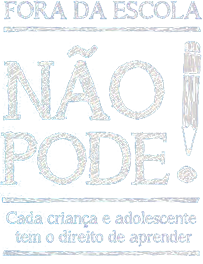 FORA DA ESCOLA
NÃO
PODE!
Cada criança e adolescente
tem o direito de aprender